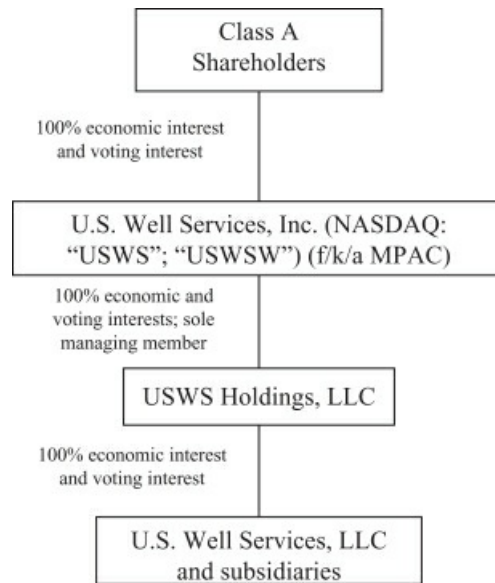 Class A
Shareholders
100% economic interest
and voting interest
U.S. Well Services, Inc. (NASDAQ:
“USWS”; “USWSW”) (f/k/a MPAC)
100% economic and
voting interests; sole
managing member
USWS Holdings, LLC
100% economic interest
and voting interest
U.S. Well Services, LLC
and subsidiaries